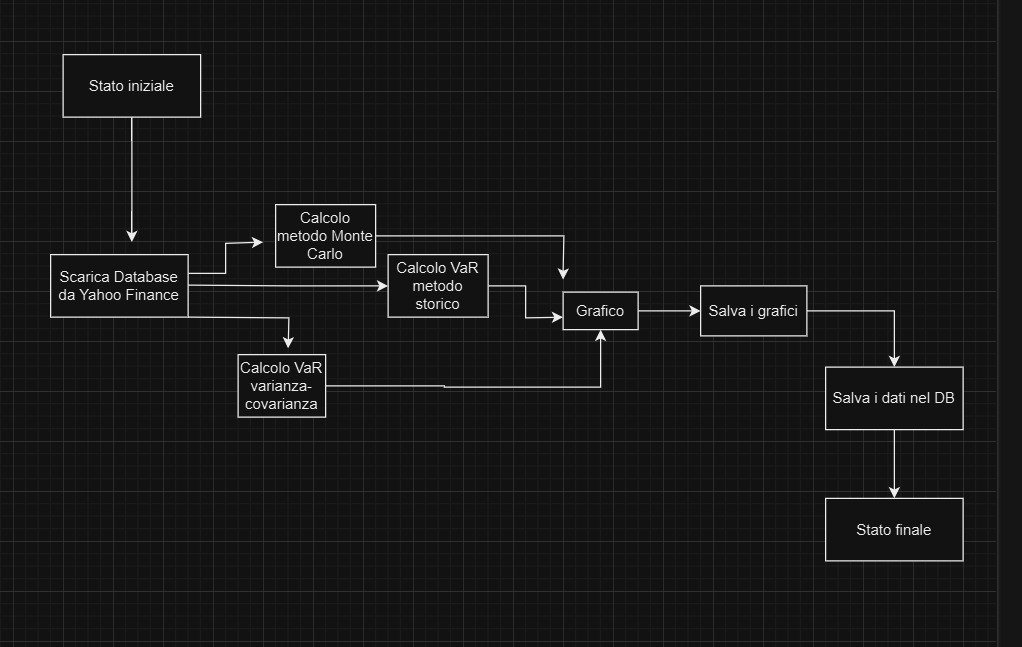 Stato iniziale
Scarica Database
da Yahoo Finance
Calcolo
metodo Monte
Carlo
Calcolo VaR
metodo
storico
Calcolo VaR
varianza-
covarianza
Grafico
Salva i grafici
Salva i dati nel DB
Stato finale